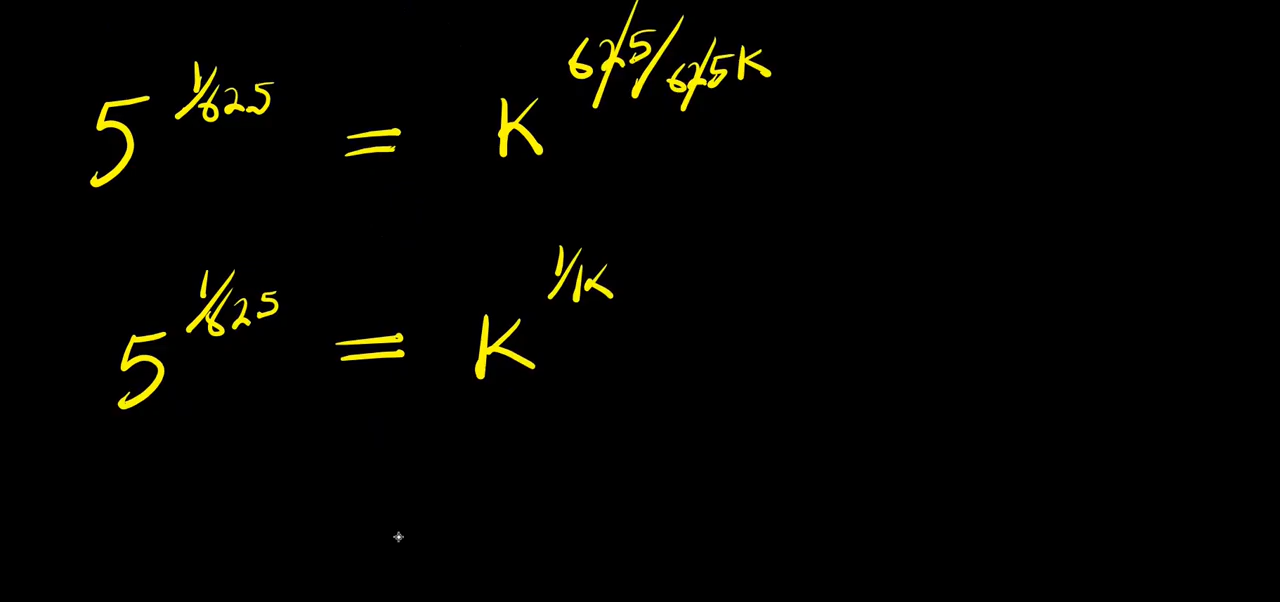 5^{1/625} = K^{625/625K}
5^{1/625} = K^{1/K}